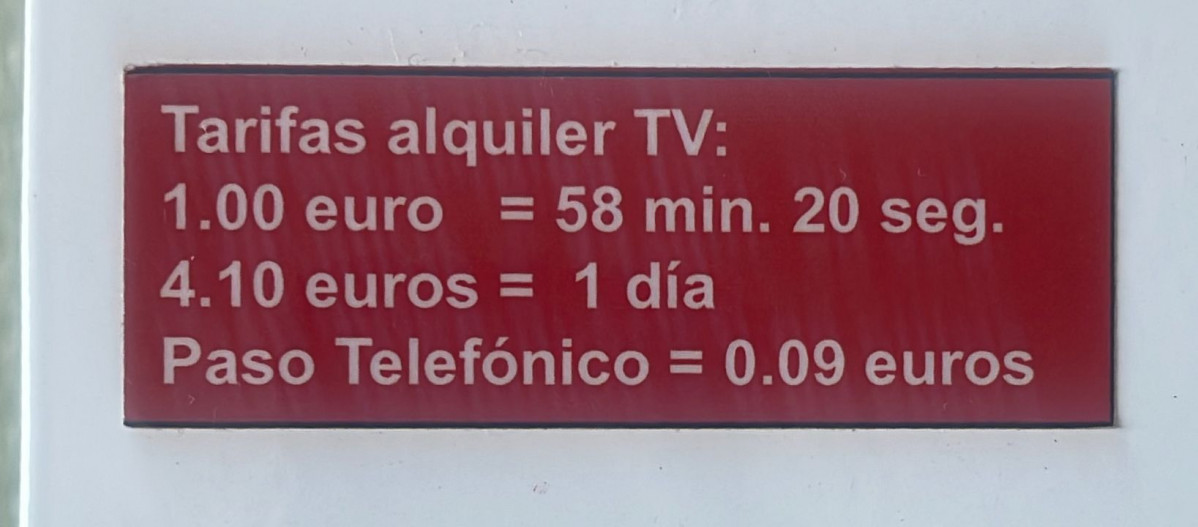 Tarifas alquiler TV:
1.00 euro = 58 min. 20 seg.
4.10 euros = 1 día
Paso Telefónico = 0.09 euros